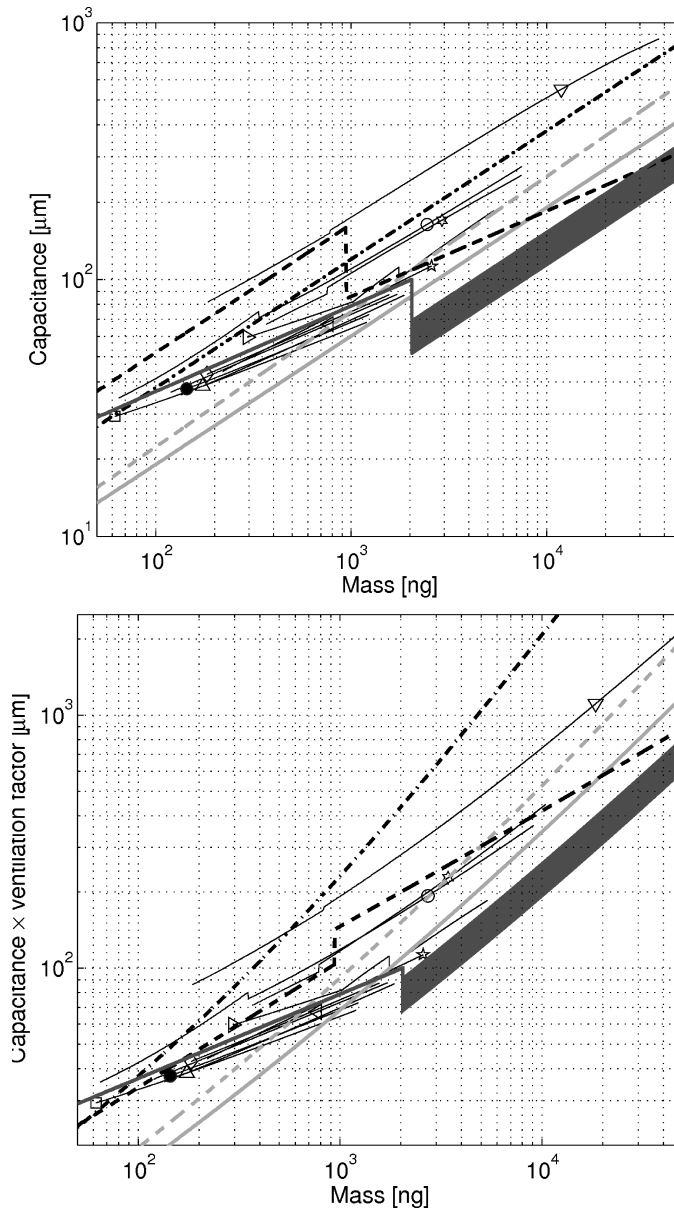 10³
10²
10¹
Capacitance [μm]
10² 10³ 10⁴
Mass [ng]
10³
10²
Capacitance × ventilation factor [μm]
10² 10³ 10⁴
Mass [ng]